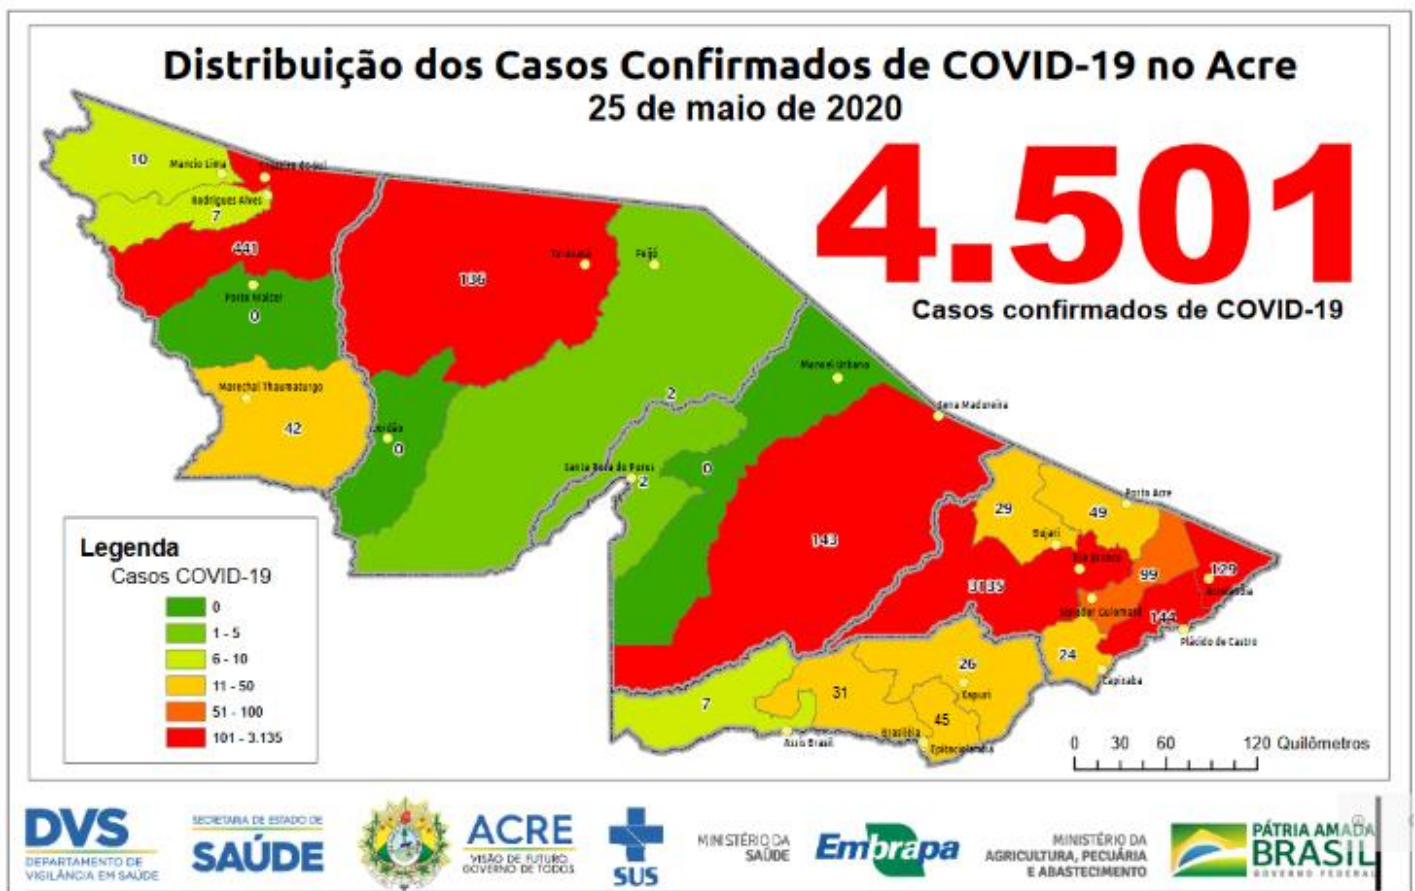 Distribuição dos Casos Confirmados de COVID-19 no Acre
25 de maio de 2020
4.501
Casos confirmados de COVID-19
10
Mancio Lima
Cruzeiro do Sul
Rodrigues Alves
7
441
Porto Walter
0
Marechal Thaumaturgo
42
Tarauacá
136
Feijó
2
Jordão
0
Santa Rosa do Purus
2
Manoel Urbano
0
Sena Madureira
143
29
Bujari
49
Porto Acre
Rio Branco
3135
99
Senador Guiomard
129
Acrelândia
144
Plácido de Castro
24
Capixaba
26
Xapuri
31
45
Brasiléia
Epitaciolândia
7
Assis Brasil
Legenda
Casos COVID-19
0
1 - 5
6 - 10
11 - 50
51 - 100
101 - 3.135
0 30 60 120 Quilômetros
DVS
DEPARTAMENTO DE
VIGILÂNCIA EM SAÚDE
SECRETARIA DE ESTADO DE
SAÚDE
ACRE
VISÃO DE FUTURO,
GOVERNO DE TODOS
SUS
MINISTÉRIO DA
SAÚDE
Embrapa
MINISTÉRIO DA
AGRICULTURA, PECUÁRIA
E ABASTECIMENTO
PÁTRIA AMADA
BRASIL
GOVERNO FEDERAL